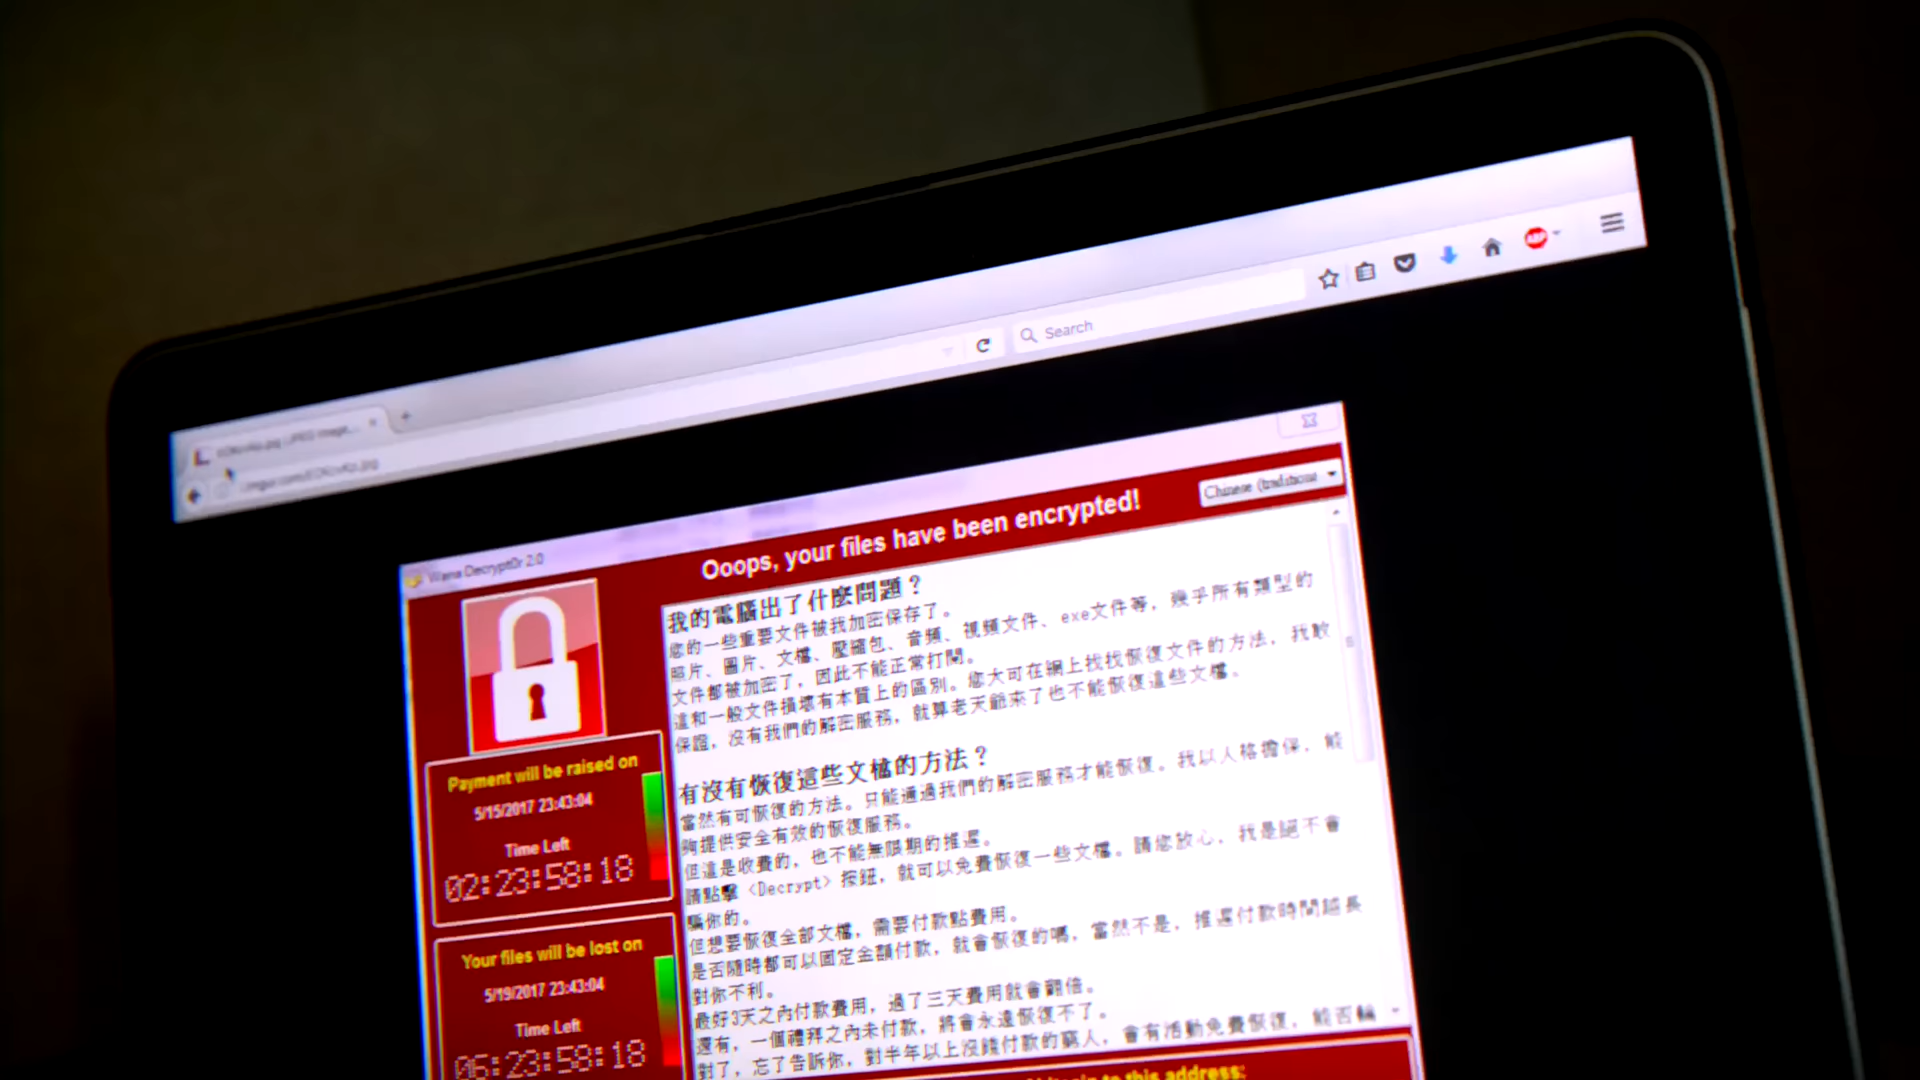 Search
Wana Decrypt0r 2.0
Ooops, your files have been encrypted!
Chinese (traditional
我的電腦出了什麼問題？
您的一些重要文件被我加密保存了。
照片、圖片、文檔、壓縮包、音頻、視頻文件、exe文件等，幾乎所有類型的
文件都被加密了，因此不能正常打開。
這和一般文件損壞有本質上的區別。您大可在網上找找恢復文件的方法，我敢
保證，沒有我們的解密服務，就算老天爺來了也不能恢復這些文檔。
有沒有恢復這些文檔的方法？
當然有可恢復的方法。只能通過我們的解密服務才能恢復。我以人格擔保，能
夠提供安全有效的恢復服務。
但這是收費的，也不能無限期的推遲。
請點擊 <Decrypt> 按鈕，就可以免費恢復一些文檔。請您放心，我是絕不會
騙你的。
但想要恢復全部文檔，需要付款點費用。
是否隨時都可以固定金額付款，就會恢復的嗎，當然不是，推遲付款時間越長
對你不利。
最好3天之內付款費用，過了三天費用就會翻倍。
還有，一個禮拜之內未付款，將會永遠恢復不了。
對了，忘了告訴你，對半年以上沒錢付款的窮人，會有活動免費恢復，能否輪
Payment will be raised on
5/15/2017 23:43:04
Time Left
02:23:58:18
Your files will be lost on
5/19/2017 23:43:04
Time Left
06:23:58:18
to this address: